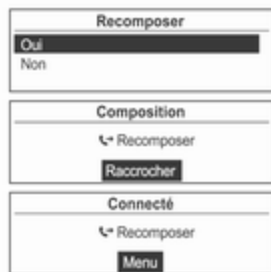 Recomposer
Oui
Non
Composition
Recomposer
Raccrocher
Connecté
Recomposer
Menu